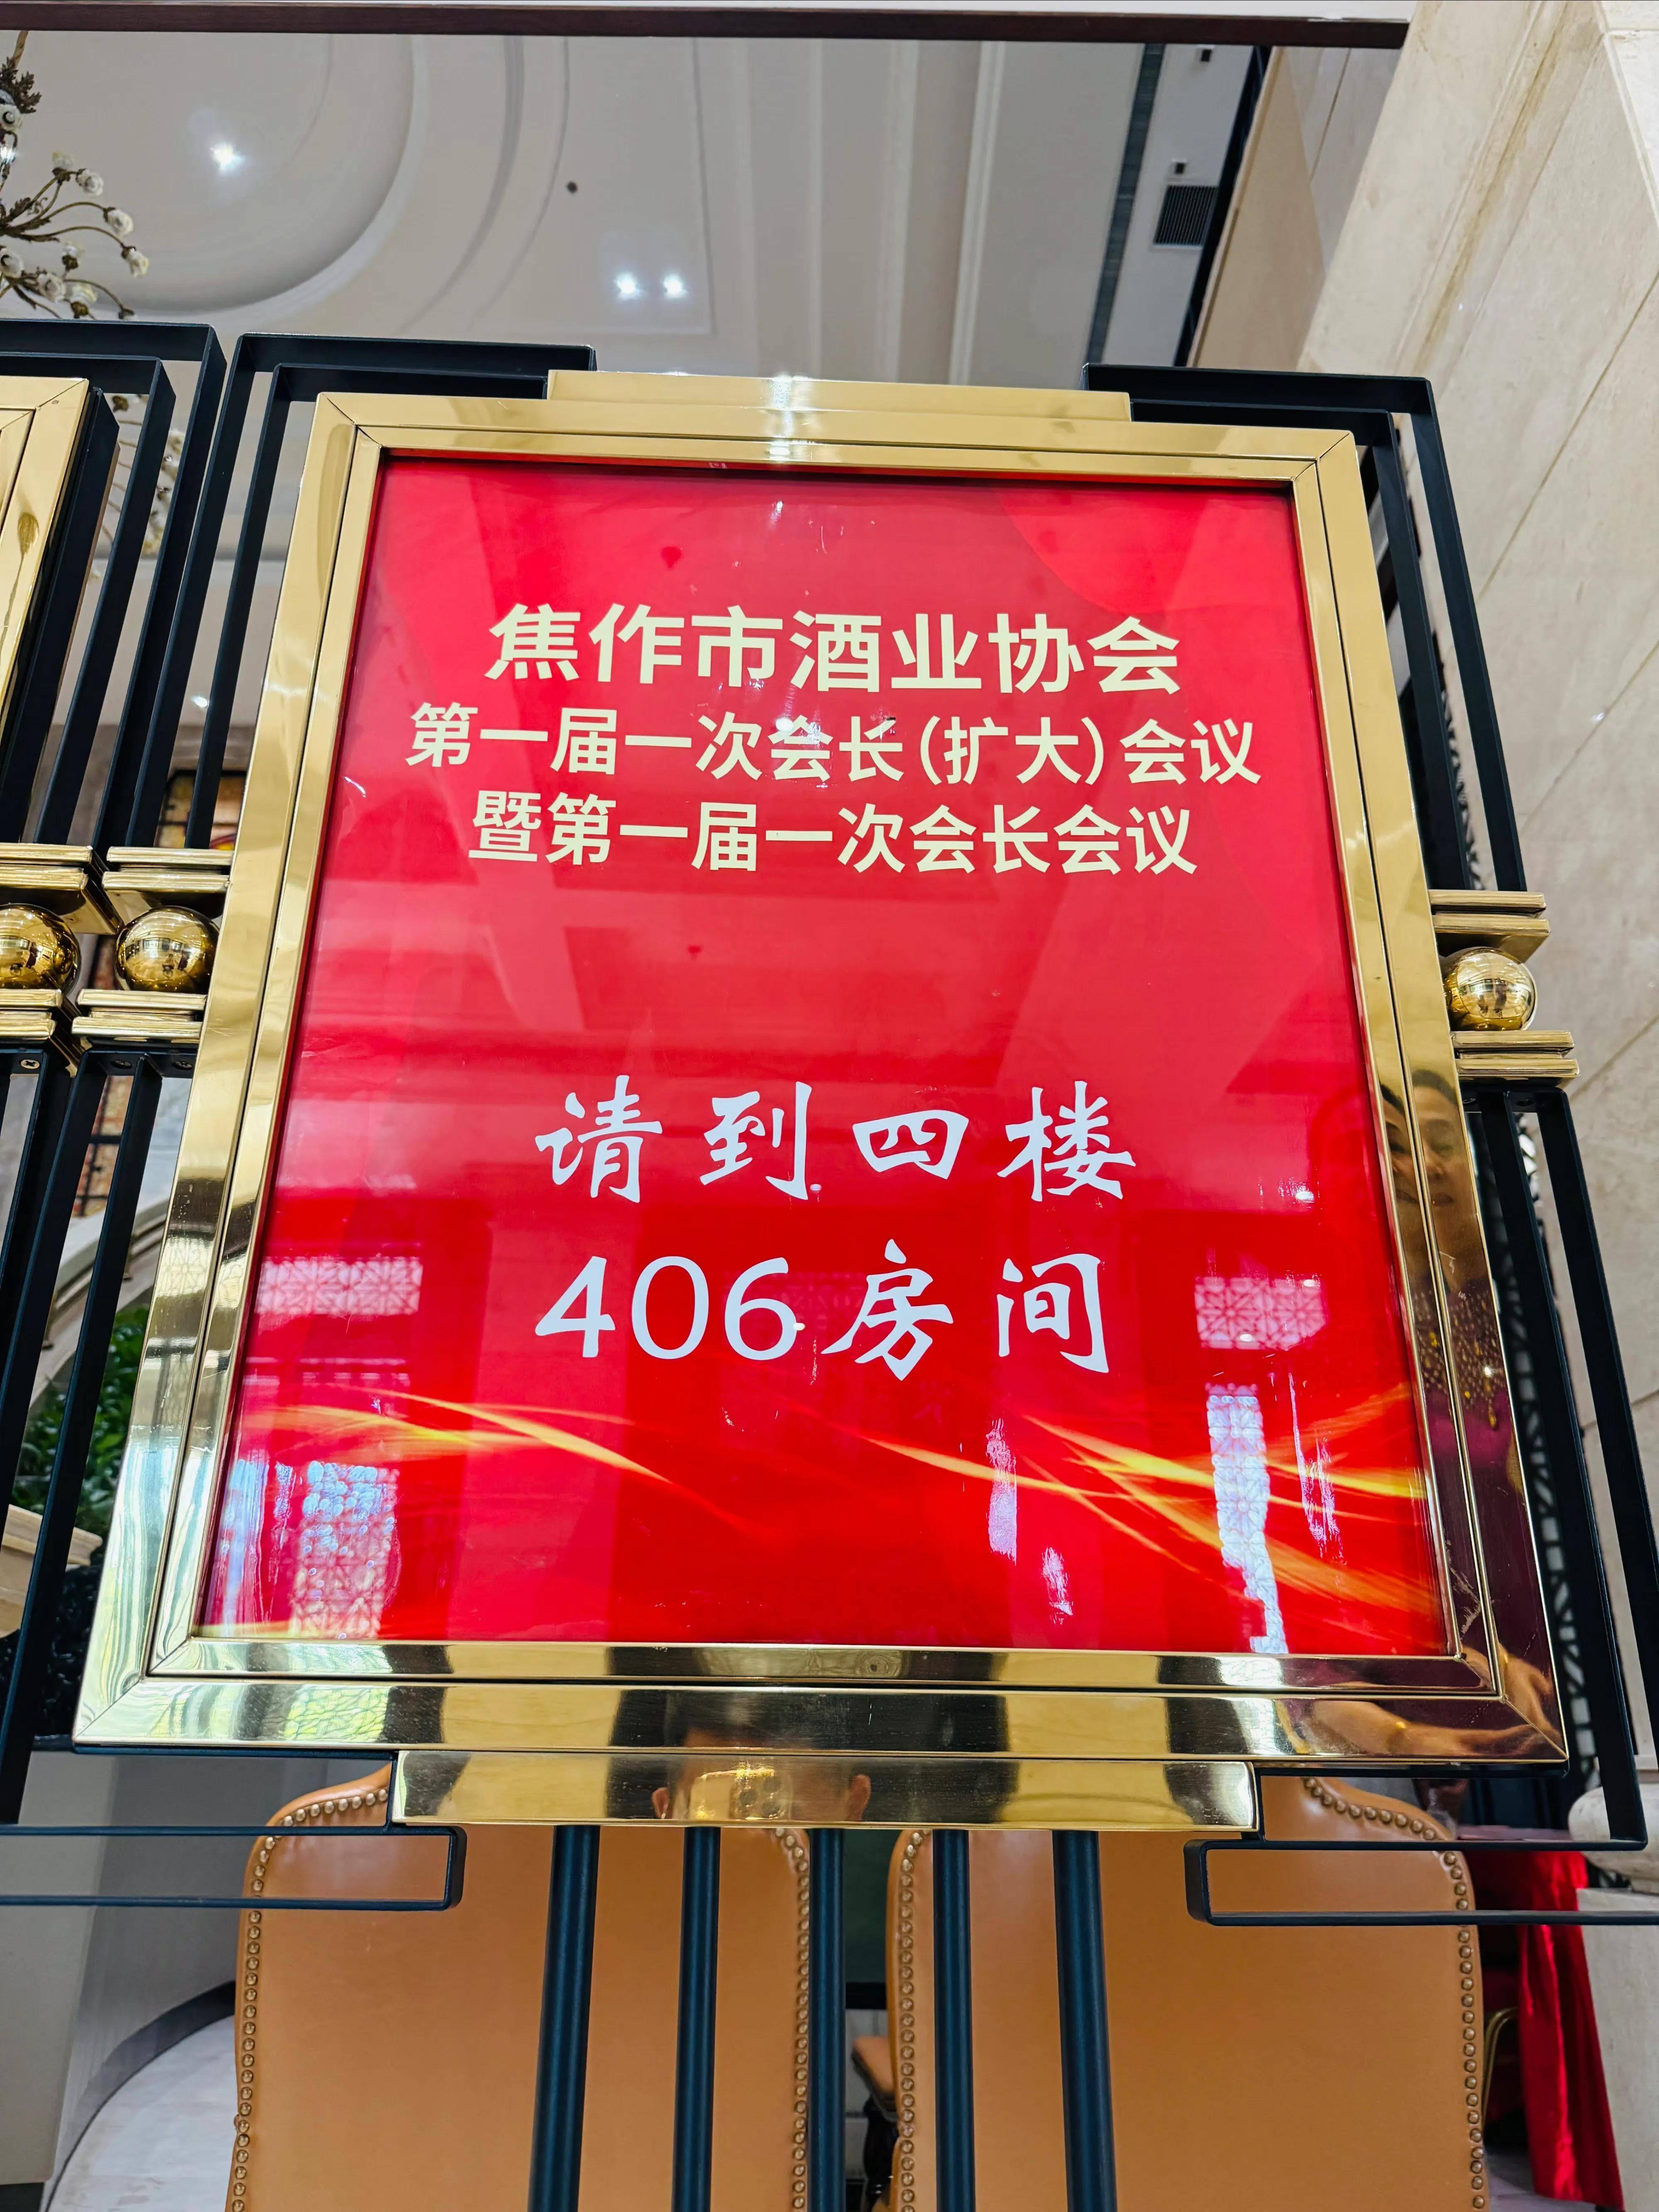 焦作市酒业协会
第一届一次会长(扩大)会议
暨第一届一次会长会议
请到四楼
406房间